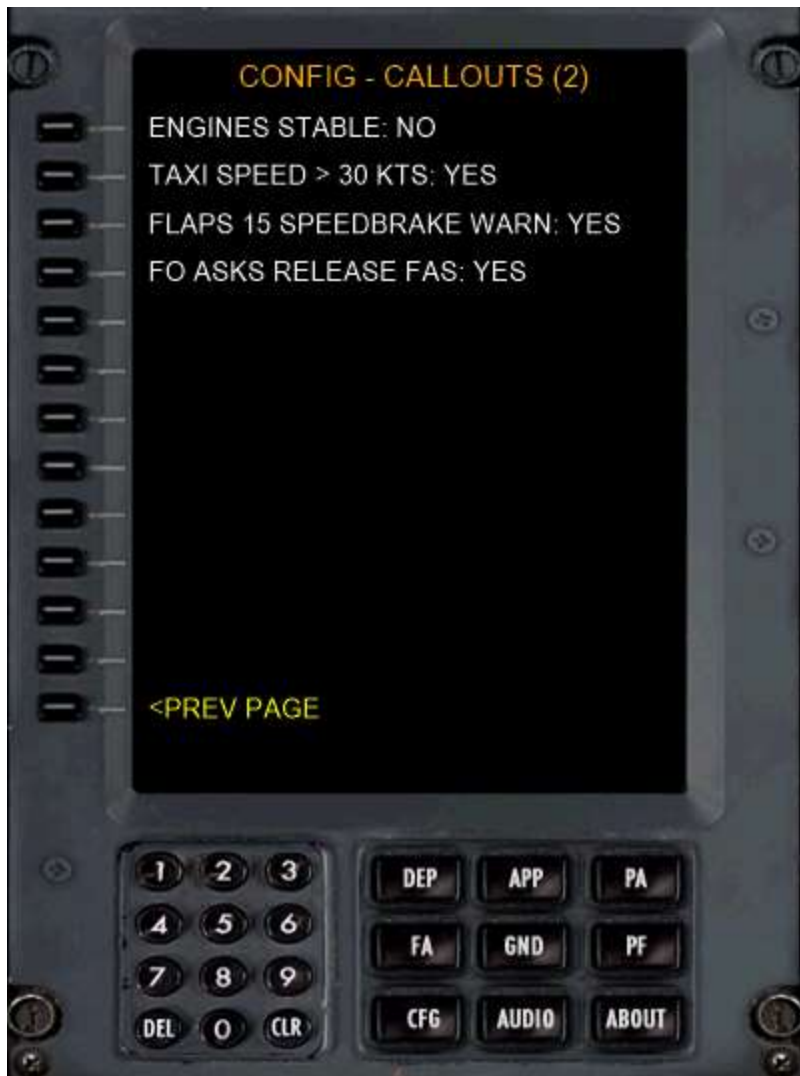 CONFIG - CALLOUTS (2)
ENGINES STABLE: NO
TAXI SPEED > 30 KTS: YES
FLAPS 15 SPEEDBRAKE WARN: YES
FO ASKS RELEASE FAS: YES
<PREV PAGE
1 2 3
DEP APP PA
4 5 6
FA GND PF
7 8 9
DEL 0 CLR
CFG AUDIO ABOUT